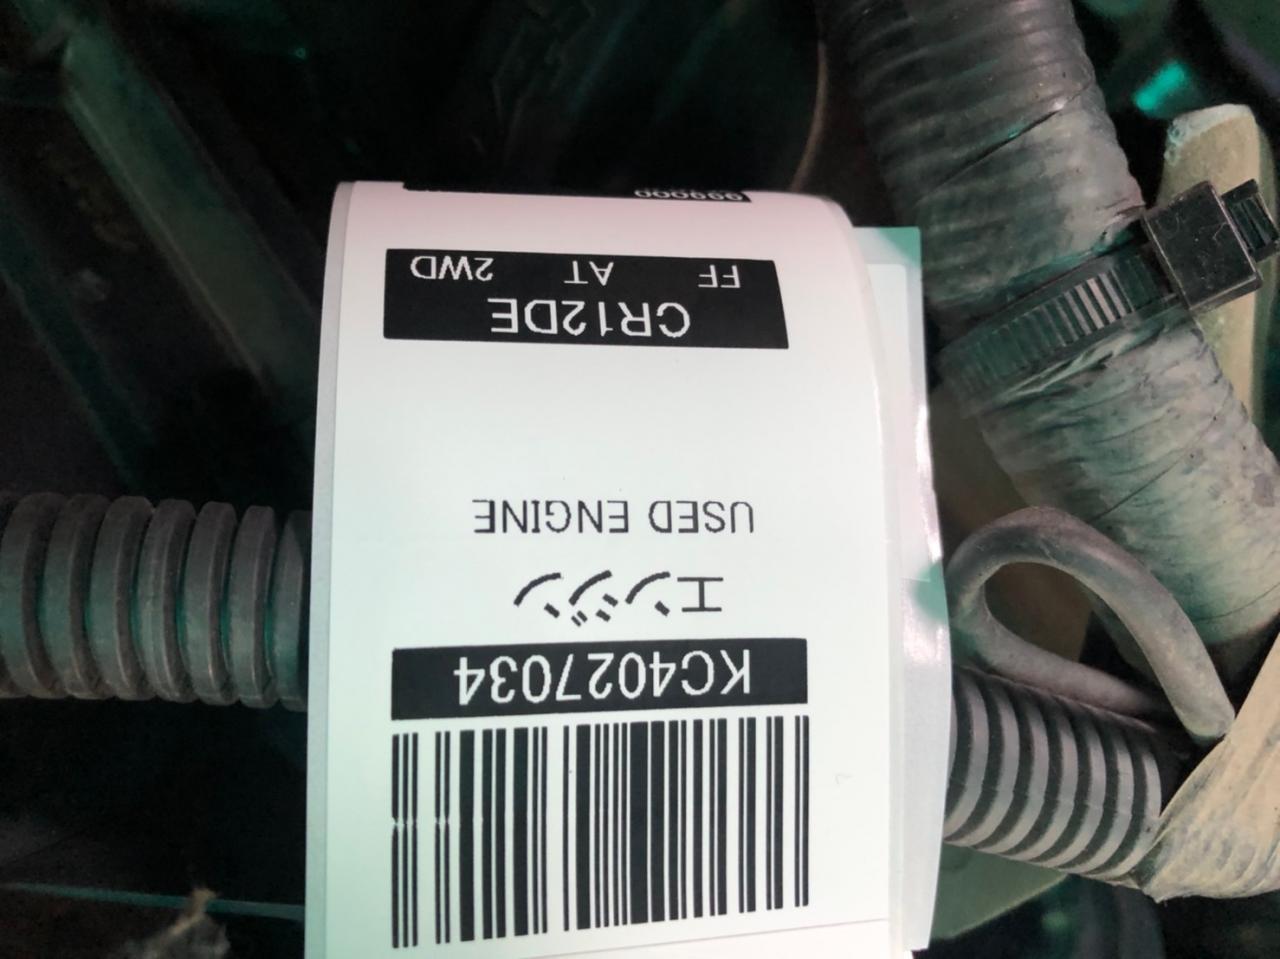 KC4027034
エンジン
USED ENGINE
CR12DE
FF AT 2WD